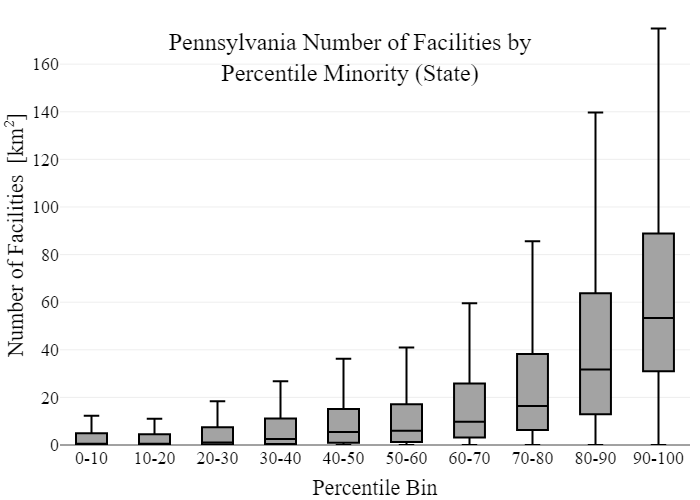 Pennsylvania Number of Facilities by
Percentile Minority (State)
Number of Facilities [km²]
160
140
120
100
80
60
40
20
0
0-10 10-20 20-30 30-40 40-50 50-60 60-70 70-80 80-90 90-100
Percentile Bin